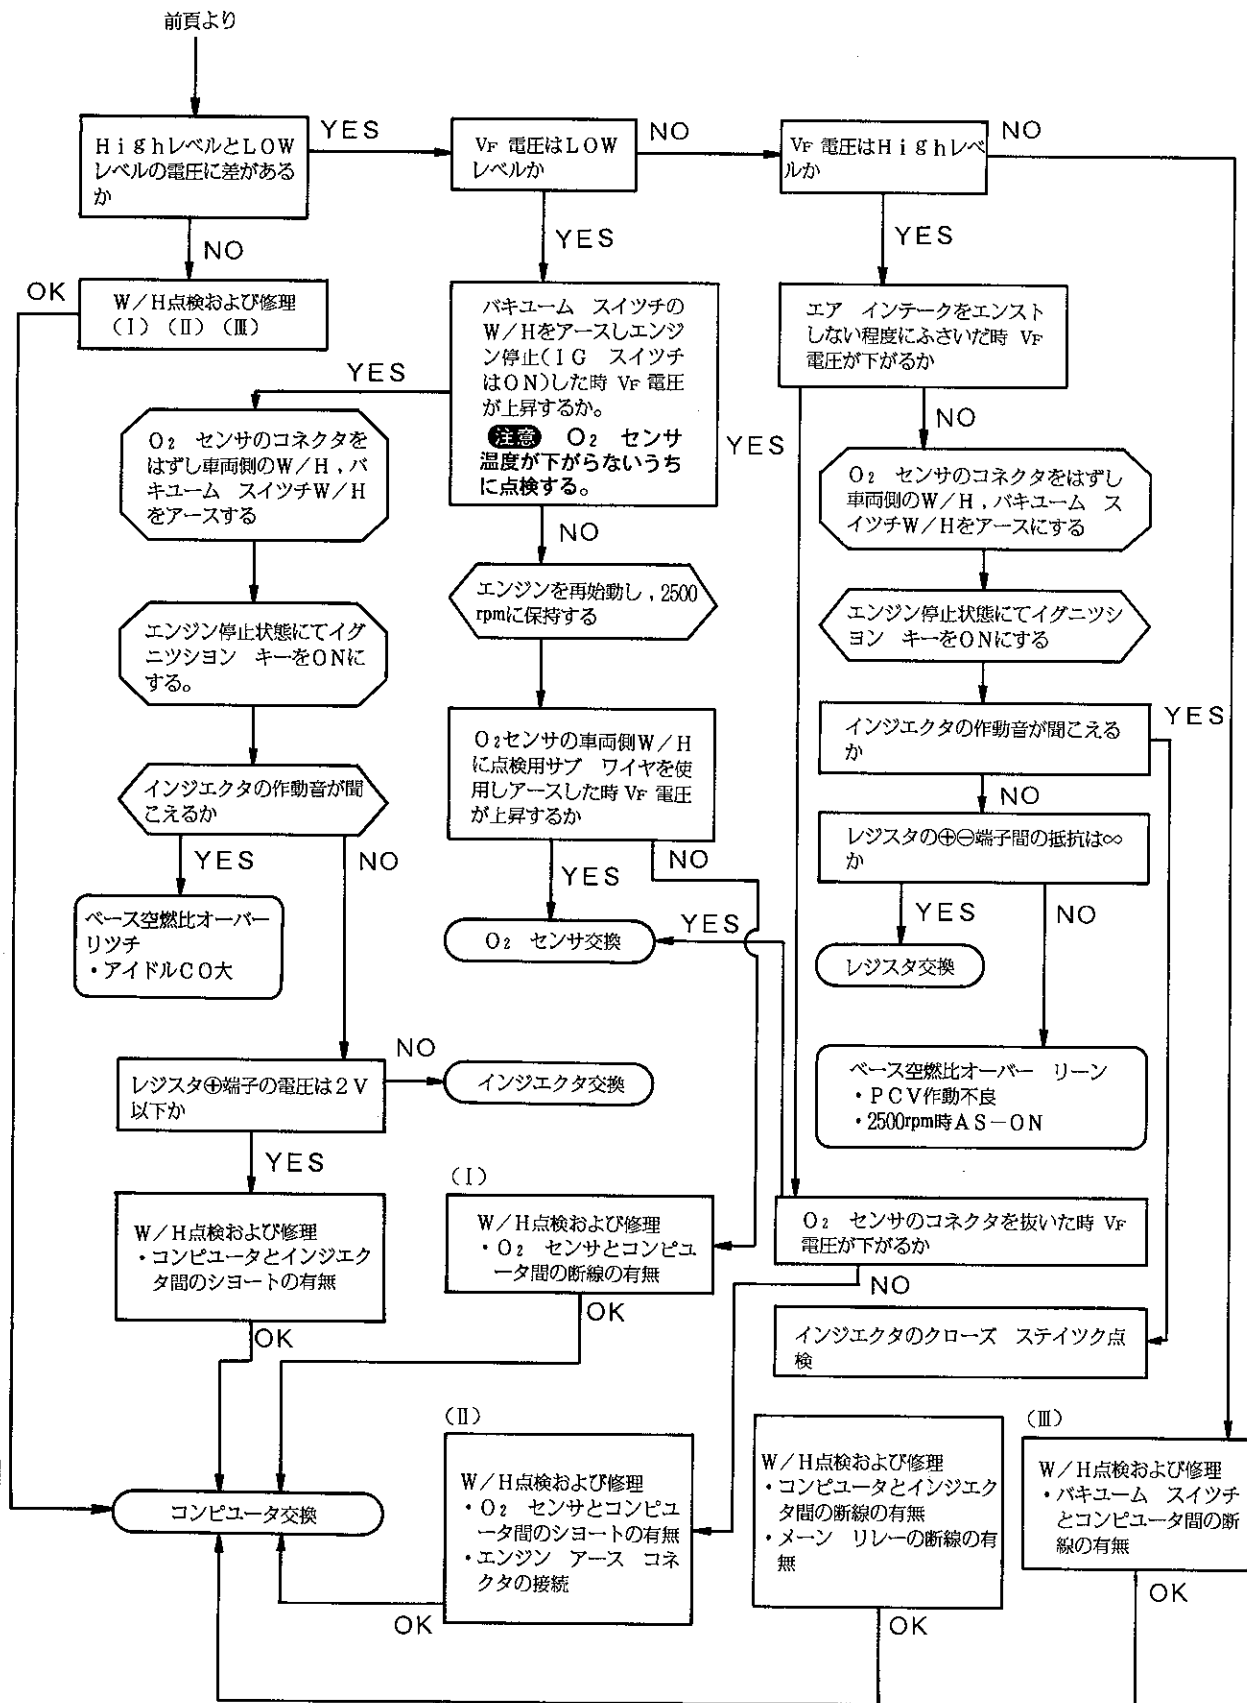 前頁より
HighレベルとLOW
レベルの電圧に差がある
か
YES
VF 電圧はLOW
レベルか
NO
VF 電圧はHighレベ
ルか
NO
NO
YES
YES
OK
W/H点検および修理
(Ⅰ) (Ⅱ) (Ⅲ)
バキユーム スイツチの
W/Hをアースしエンジ
ン停止(IG スイツチ
はON)した時 VF 電圧
が上昇するか。
注意 O2 センサ
温度が下がらないうち
に点検する。
エア インテークをエンスト
しない程度にふさいだ時 VF
電圧が下がるか
YES
YES
NO
NO
O2 センサのコネクタを
はずし車両側のW/H，バ
キユーム スイツチW/H
をアースする
O2 センサのコネクタをはずし
車両側のW/H，バキユーム ス
イツチW/Hをアースにする
エンジンを再始動し，2500
rpmに保持する
エンジン停止状態にてイグ
ニツシヨン キーをONに
する。
エンジン停止状態にてイグニツシ
ヨン キーをONにする
O2センサの車両側W/H
に点検用サブ ワイヤを使
用しアースした時 VF 電圧
が上昇するか
インジエクタの作動音が聞こえる
か
YES
NO
インジエクタの作動音が聞
こえるか
レジスタの⊕⊖端子間の抵抗は∞
か
YES
NO
YES
NO
YES
NO
YES
ベース空燃比オーバー
リツチ
・アイドルCO大
O2 センサ交換
レジスタ交換
レジスタ⊕端子の電圧は2V
以下か
NO
インジエクタ交換
ベース空燃比オーバー リーン
・PCV作動不良
・2500rpm時AS－ON
YES
W/H点検および修理
・コンピユータとインジエク
タ間のシヨートの有無
OK
(Ⅰ)
W/H点検および修理
・O2 センサとコンピユ
ータ間の断線の有無
OK
O2 センサのコネクタを抜いた時 VF
電圧が下がるか
NO
インジエクタのクローズ ステイツク点
検
(Ⅱ)
W/H点検および修理
・O2 センサとコンピユ
ータ間のシヨートの有無
・エンジン アース コネ
クタの接続
OK
W/H点検および修理
・コンピユータとインジエク
タ間の断線の有無
・メーン リレーの断線の有
無
OK
(Ⅲ)
W/H点検および修理
・バキユーム スイツチ
とコンピユータ間の断
線の有無
OK
コンピユータ交換